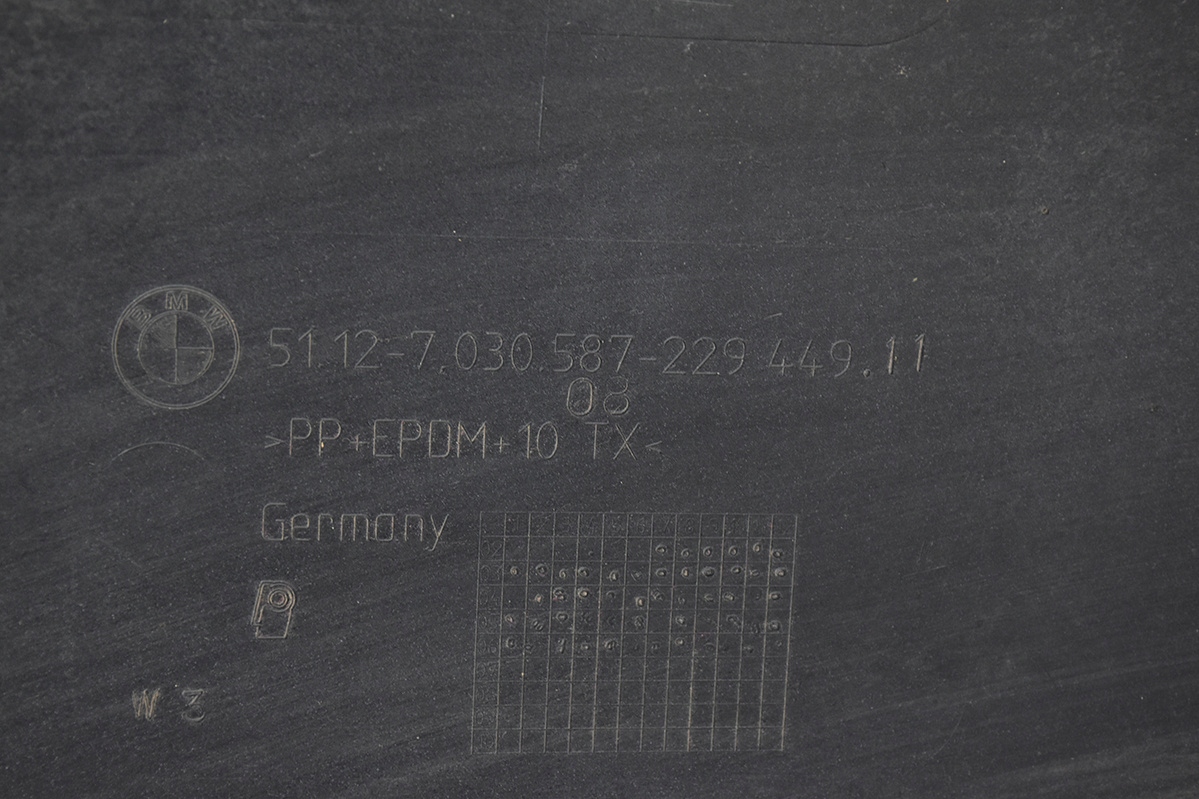 BMW
51.12-7.030.587-229 449.11
08
>PP+EPDM+10 TX<
Germany
W 3